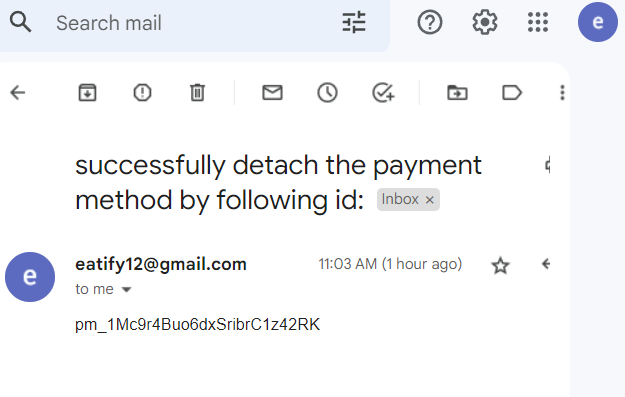 Search mail
e
successfully detach the payment
method by following id: Inbox ×
e
eatify12@gmail.com 11:03 AM (1 hour ago)
to me
pm_1Mc9r4Buo6dxSribrC1z42RK